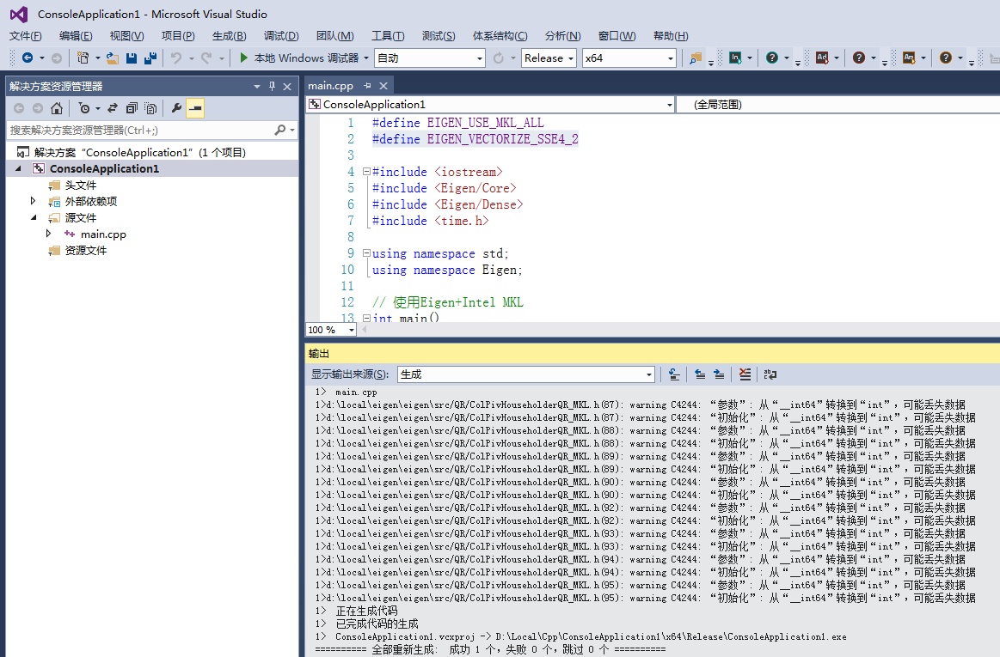 ConsoleApplication1 - Microsoft Visual Studio
文件(F) 编辑(E) 视图(V) 项目(P) 生成(B) 调试(D) 团队(M) 工具(T) 测试(S) 体系结构(C) 分析(N) 窗口(W) 帮助(H)
本地 Windows 调试器 自动 Release x64
解决方案资源管理器
搜索解决方案资源管理器(Ctrl+;)
解决方案 “ConsoleApplication1” (1 个项目)
ConsoleApplication1
头文件
外部依赖项
源文件
main.cpp
资源文件
main.cpp
ConsoleApplication1 (全局范围)
1 #define EIGEN_USE_MKL_ALL
2 #define EIGEN_VECTORIZE_SSE4_2
3
4 #include <iostream>
5 #include <Eigen/Core>
6 #include <Eigen/Dense>
7 #include <time.h>
8
9 using namespace std;
10 using namespace Eigen;
11
12 // 使用Eigen+Intel MKL
13 int main()
100 %
输出
显示输出来源(S): 生成
1> main.cpp
1>d:\local\eigen\eigen\src/QR/ColPivHouseholderQR_MKL.h(87): warning C4244: “参数”: 从“__int64”转换到“int”，可能丢失数据
1>d:\local\eigen\eigen\src/QR/ColPivHouseholderQR_MKL.h(87): warning C4244: “初始化”: 从“__int64”转换到“int”，可能丢失数据
1>d:\local\eigen\eigen\src/QR/ColPivHouseholderQR_MKL.h(88): warning C4244: “参数”: 从“__int64”转换到“int”，可能丢失数据
1>d:\local\eigen\eigen\src/QR/ColPivHouseholderQR_MKL.h(88): warning C4244: “初始化”: 从“__int64”转换到“int”，可能丢失数据
1>d:\local\eigen\eigen\src/QR/ColPivHouseholderQR_MKL.h(89): warning C4244: “参数”: 从“__int64”转换到“int”，可能丢失数据
1>d:\local\eigen\eigen\src/QR/ColPivHouseholderQR_MKL.h(89): warning C4244: “初始化”: 从“__int64”转换到“int”，可能丢失数据
1>d:\local\eigen\eigen\src/QR/ColPivHouseholderQR_MKL.h(90): warning C4244: “参数”: 从“__int64”转换到“int”，可能丢失数据
1>d:\local\eigen\eigen\src/QR/ColPivHouseholderQR_MKL.h(90): warning C4244: “初始化”: 从“__int64”转换到“int”，可能丢失数据
1>d:\local\eigen\eigen\src/QR/ColPivHouseholderQR_MKL.h(92): warning C4244: “参数”: 从“__int64”转换到“int”，可能丢失数据
1>d:\local\eigen\eigen\src/QR/ColPivHouseholderQR_MKL.h(92): warning C4244: “初始化”: 从“__int64”转换到“int”，可能丢失数据
1>d:\local\eigen\eigen\src/QR/ColPivHouseholderQR_MKL.h(93): warning C4244: “参数”: 从“__int64”转换到“int”，可能丢失数据
1>d:\local\eigen\eigen\src/QR/ColPivHouseholderQR_MKL.h(93): warning C4244: “初始化”: 从“__int64”转换到“int”，可能丢失数据
1>d:\local\eigen\eigen\src/QR/ColPivHouseholderQR_MKL.h(94): warning C4244: “参数”: 从“__int64”转换到“int”，可能丢失数据
1>d:\local\eigen\eigen\src/QR/ColPivHouseholderQR_MKL.h(94): warning C4244: “初始化”: 从“__int64”转换到“int”，可能丢失数据
1>d:\local\eigen\eigen\src/QR/ColPivHouseholderQR_MKL.h(95): warning C4244: “参数”: 从“__int64”转换到“int”，可能丢失数据
1>d:\local\eigen\eigen\src/QR/ColPivHouseholderQR_MKL.h(95): warning C4244: “初始化”: 从“__int64”转换到“int”，可能丢失数据
1> 正在生成代码
1> 已完成代码的生成
1> ConsoleApplication1.vcxproj -> D:\Local\Cpp\ConsoleApplication1\x64\Release\ConsoleApplication1.exe
========== 全部重新生成: 成功 1 个，失败 0 个，跳过 0 个 ==========